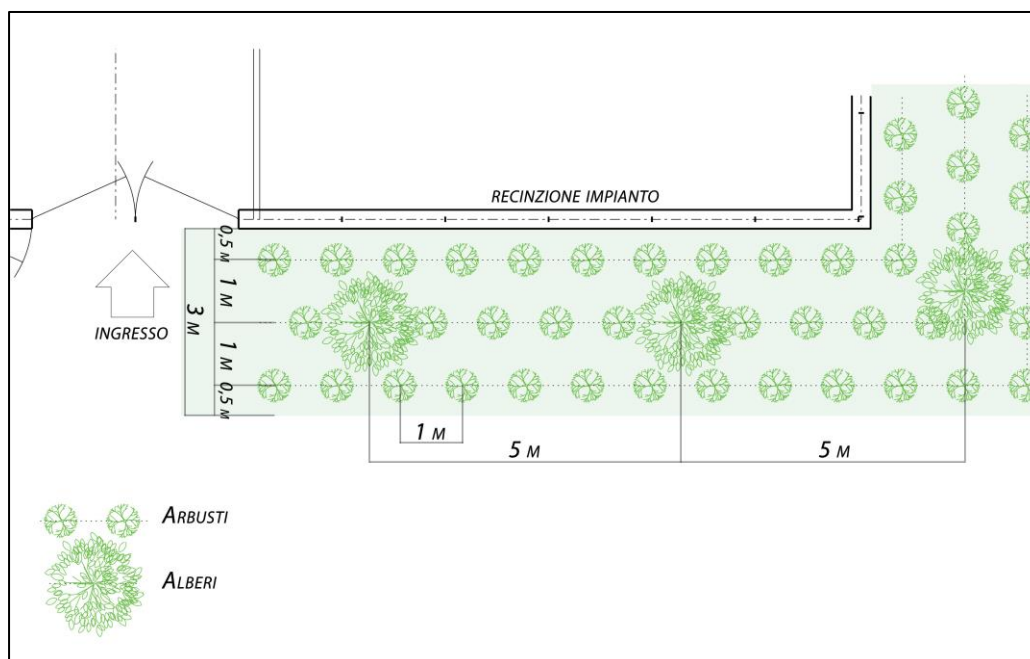 RECINZIONE IMPIANTO
INGRESSO
0,5 M
1 M
3 M
1 M
0,5 M
1 M
5 M
5 M
ARBUSTI
ALBERI